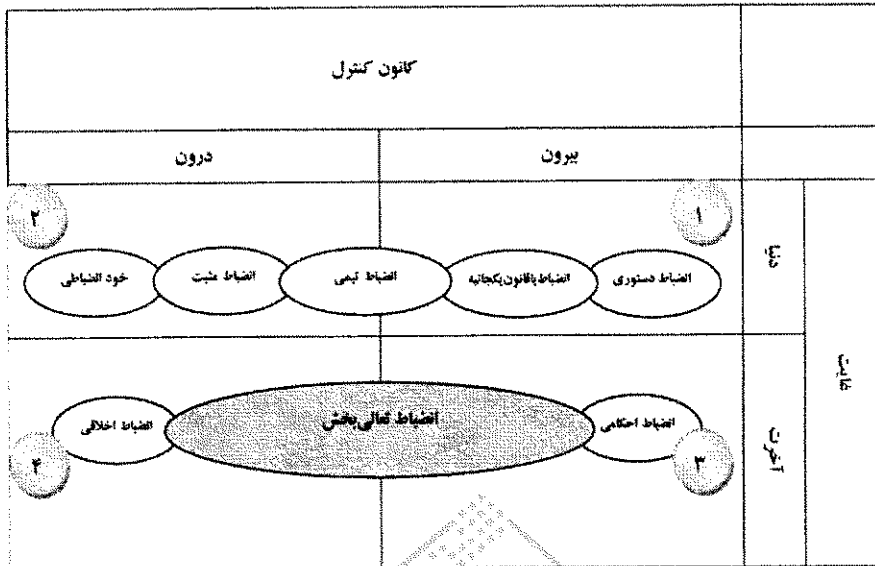 کانون کنترل
بیرون
درون
غایت
دنیا
۱
۲
انضباط دستوری
انضباط باقانون یکجانبه
انضباط تیمی
انضباط مثبت
خود انضباطی
آخرت
انضباط احکامی
انضباط تعالی‌بخش
انضباط اخلاقی
۳
۴